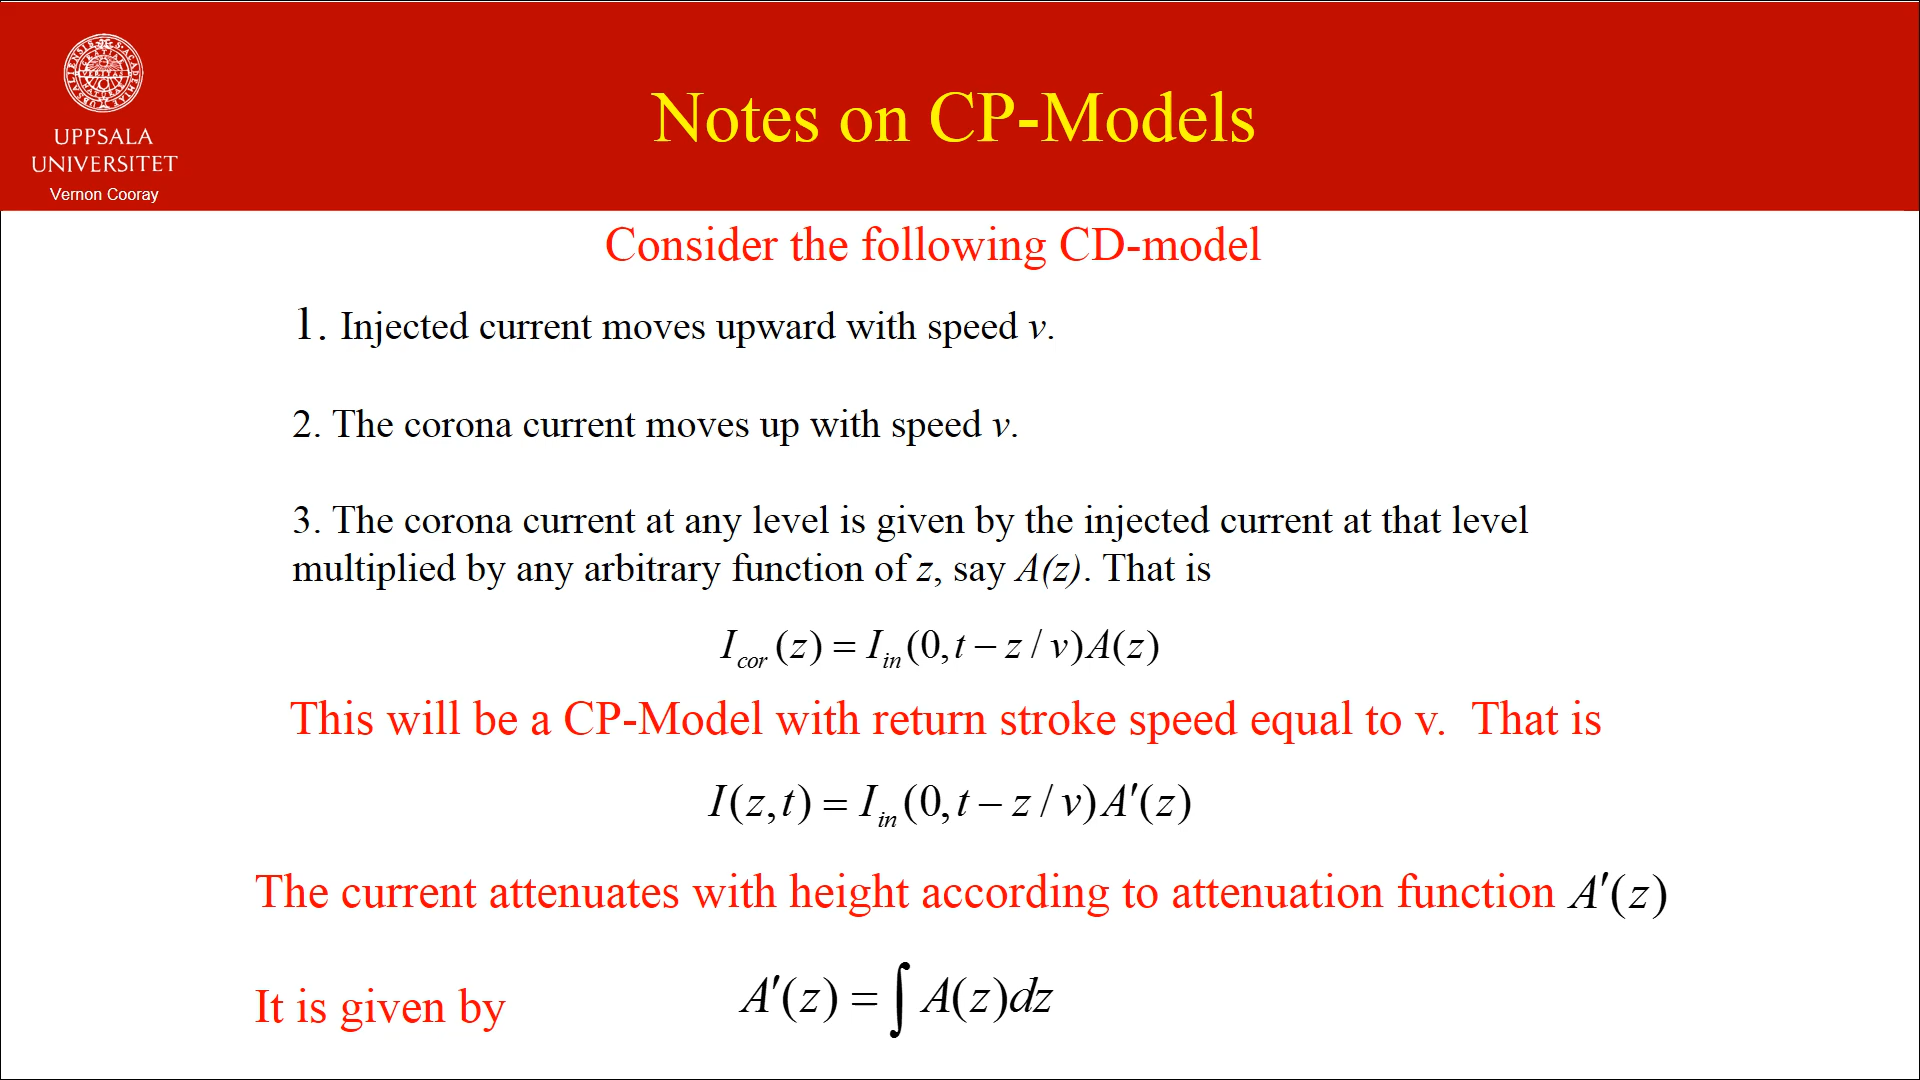 UPPSALA
UNIVERSITET
Vernon Cooray
Notes on CP-Models
Consider the following CD-model
1. Injected current moves upward with speed v.
2. The corona current moves up with speed v.
3. The corona current at any level is given by the injected current at that level
multiplied by any arbitrary function of z, say A(z). That is
I_cor (z) = I_in (0, t − z / v) A(z)
This will be a CP-Model with return stroke speed equal to v. That is
I(z, t) = I_in (0, t − z / v) A′(z)
The current attenuates with height according to attenuation function A′(z)
It is given by A′(z) = ∫ A(z)dz